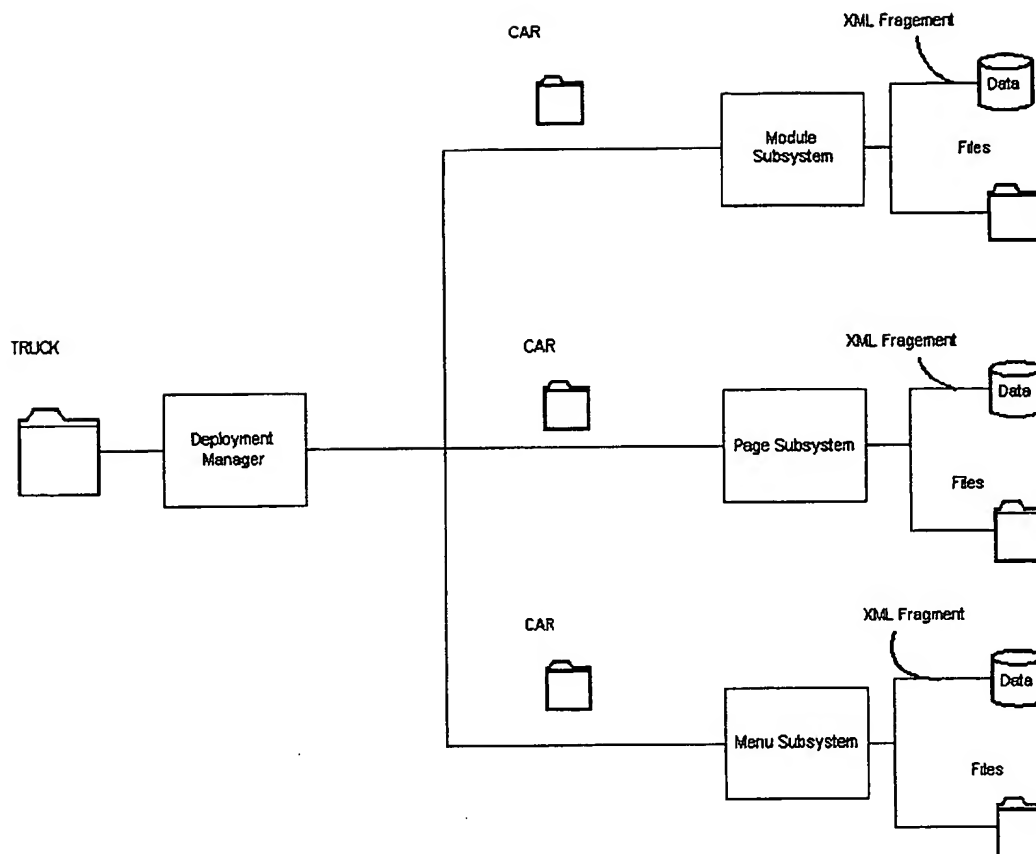 XML Fragement
CAR
Data
Module
Subsystem
Files
TRUCK
CAR
XML Fragement
Data
Deployment
Manager
Page Subsystem
Files
CAR
XML Fragment
Data
Menu Subsystem
Files